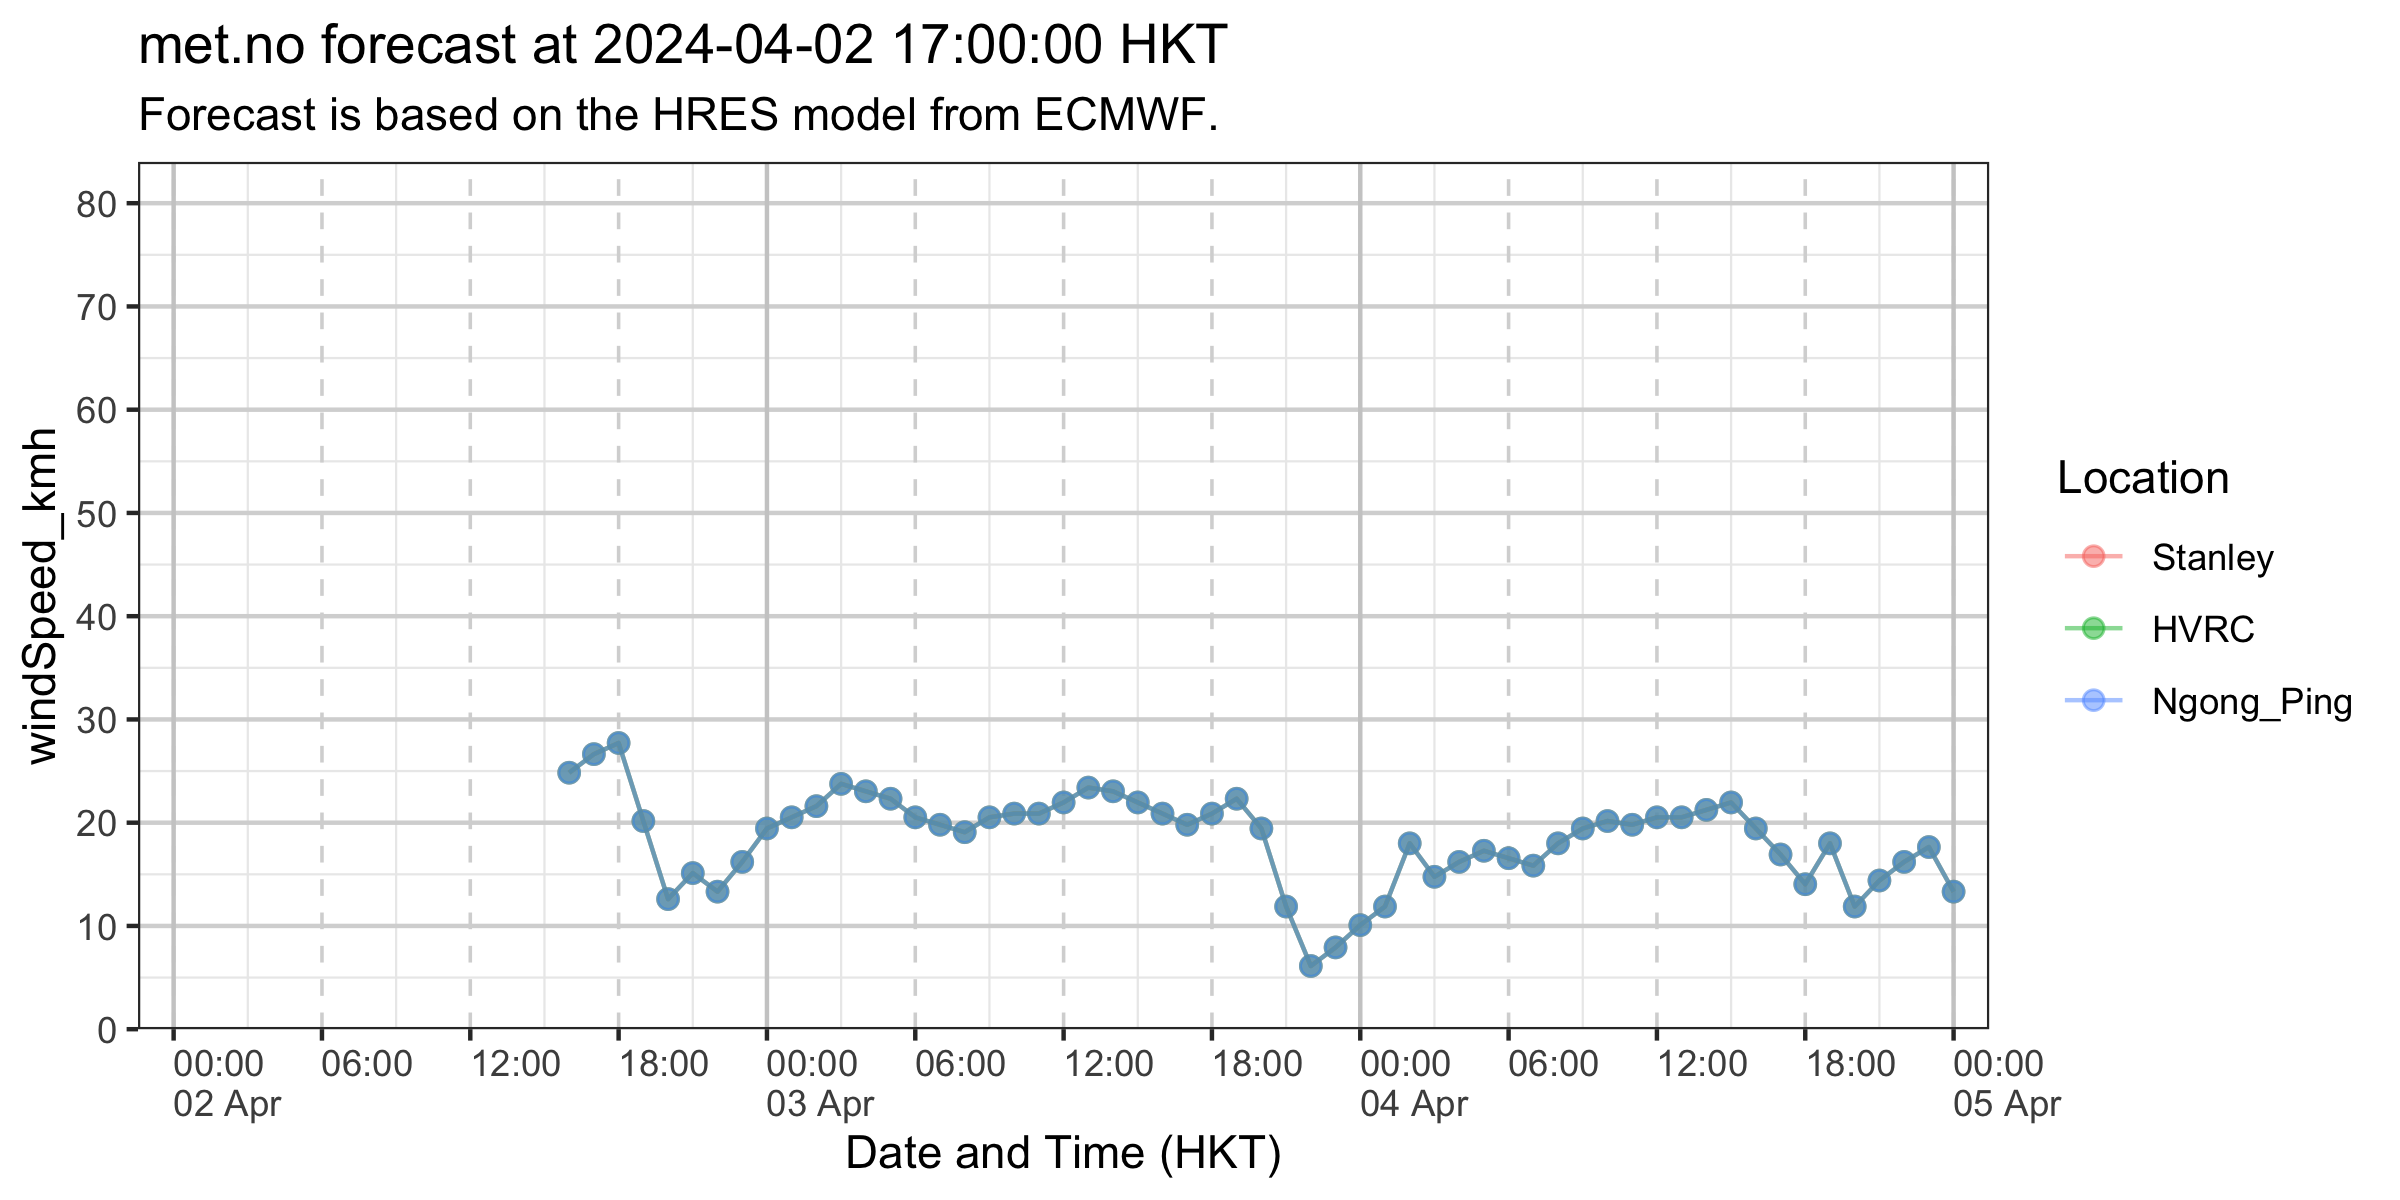 met.no forecast at 2024-04-02 17:00:00 HKT
Forecast is based on the HRES model from ECMWF.
windSpeed_kmh
80
70
60
50
40
30
20
10
0
00:00 06:00 12:00 18:00 00:00 06:00 12:00 18:00 00:00 06:00 12:00 18:00 00:00
02 Apr 03 Apr 04 Apr 05 Apr
Date and Time (HKT)
Location
Stanley
HVRC
Ngong_Ping